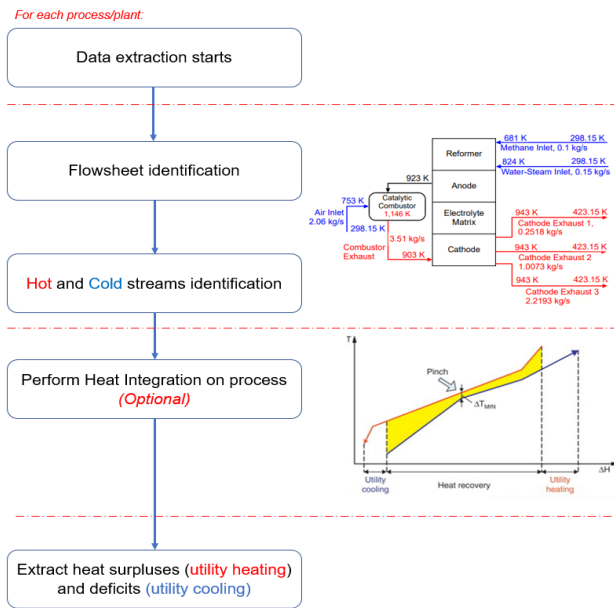 For each process/plant:
Data extraction starts
Flowsheet identification
Hot and Cold streams identification
Perform Heat Integration on process
(Optional)
Extract heat surpluses (utility heating)
and deficits (utility cooling)
Reformer
Anode
Electrolyte
Matrix
Cathode
681 K 298.15 K
Methane Inlet, 0.1 kg/s
824 K 298.15 K
Water-Steam Inlet, 0.15 kg/s
923 K
753 K
Catalytic
Combustor
1,146 K
Air Inlet
2.06 kg/s
298.15 K
3.51 kg/s
Combustor
Exhaust
903 K
943 K 423.15 K
Cathode Exhaust 1,
0.2518 kg/s
943 K 423.15 K
Cathode Exhaust 2
1.0073 kg/s
943 K 423.15 K
Cathode Exhaust 3
2.2193 kg/s
T
Pinch
ΔTMIN
ΔH
Utility
cooling
Heat recovery
Utility
heating